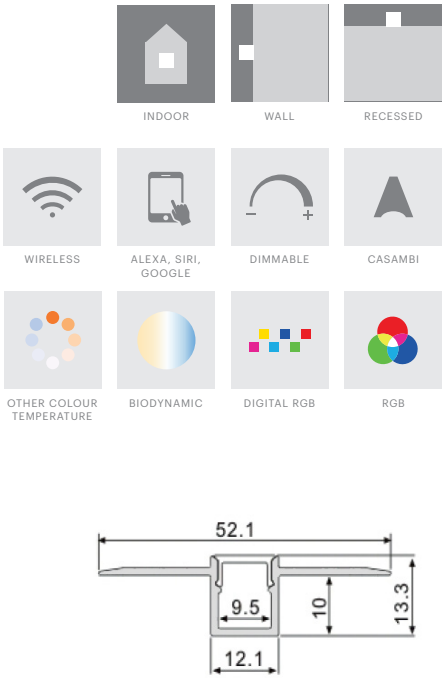 INDOOR
WALL
RECESSED
WIRELESS
ALEXA, SIRI,
GOOGLE
DIMMABLE
CASAMBI
OTHER COLOUR
TEMPERATURE
BIODYNAMIC
DIGITAL RGB
RGB
52.1
9.5
10
13.3
12.1